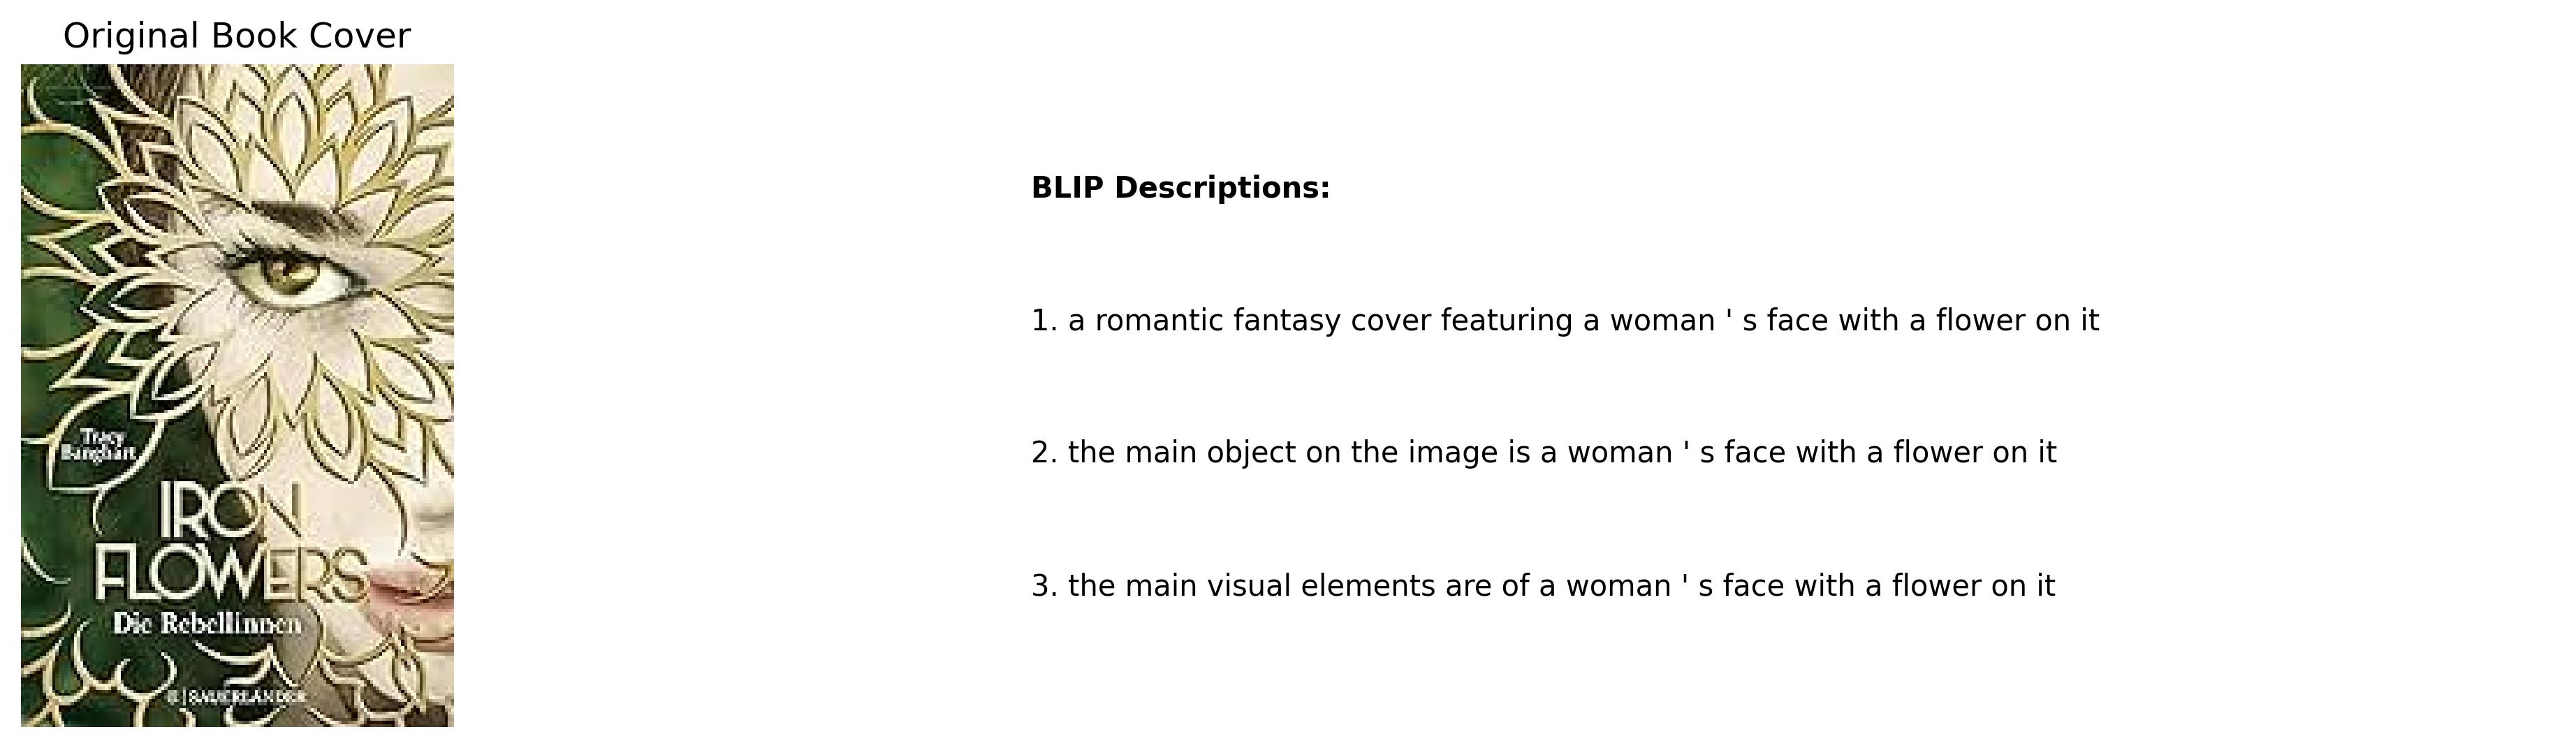 Original Book Cover
Tracy
Banghart
IRON
FLOWERS
Die Rebellinnen
SAUERLÄNDER
BLIP Descriptions:
1. a romantic fantasy cover featuring a woman ' s face with a flower on it
2. the main object on the image is a woman ' s face with a flower on it
3. the main visual elements are of a woman ' s face with a flower on it